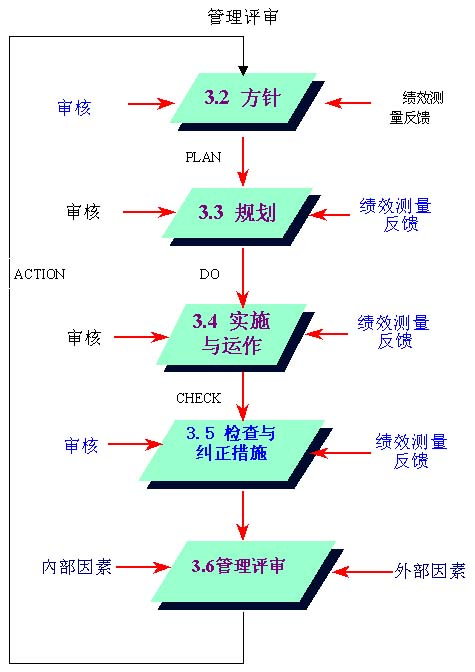 管理评审
3.2 方针
审核
绩效测
量反馈
PLAN
3.3 规划
审核
绩效测量
反馈
ACTION
DO
3.4 实施
与运作
审核
绩效测量
反馈
CHECK
3.5 检查与
纠正措施
审核
绩效测量
反馈
3.6管理评审
内部因素
外部因素